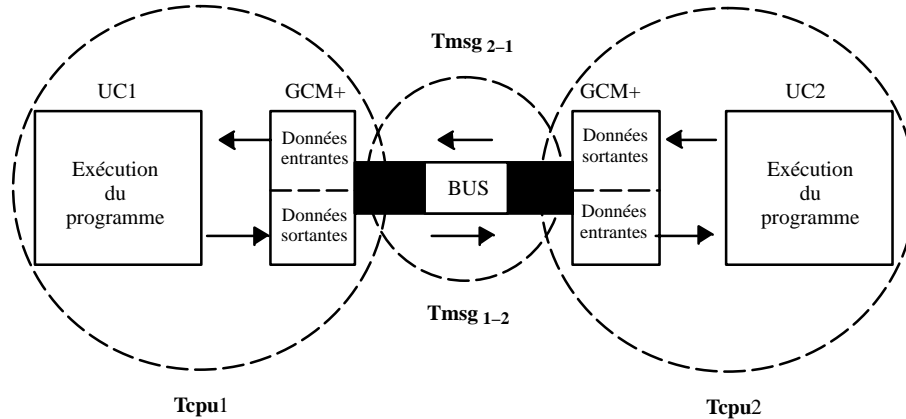 Tmsg 2–1
UC1
GCM+
GCM+
UC2
Exécution
du
programme
Données
entrantes
Données
sortantes
BUS
Données
sortantes
Données
entrantes
Exécution
du
programme
Tmsg 1–2
Tcpu1
Tcpu2